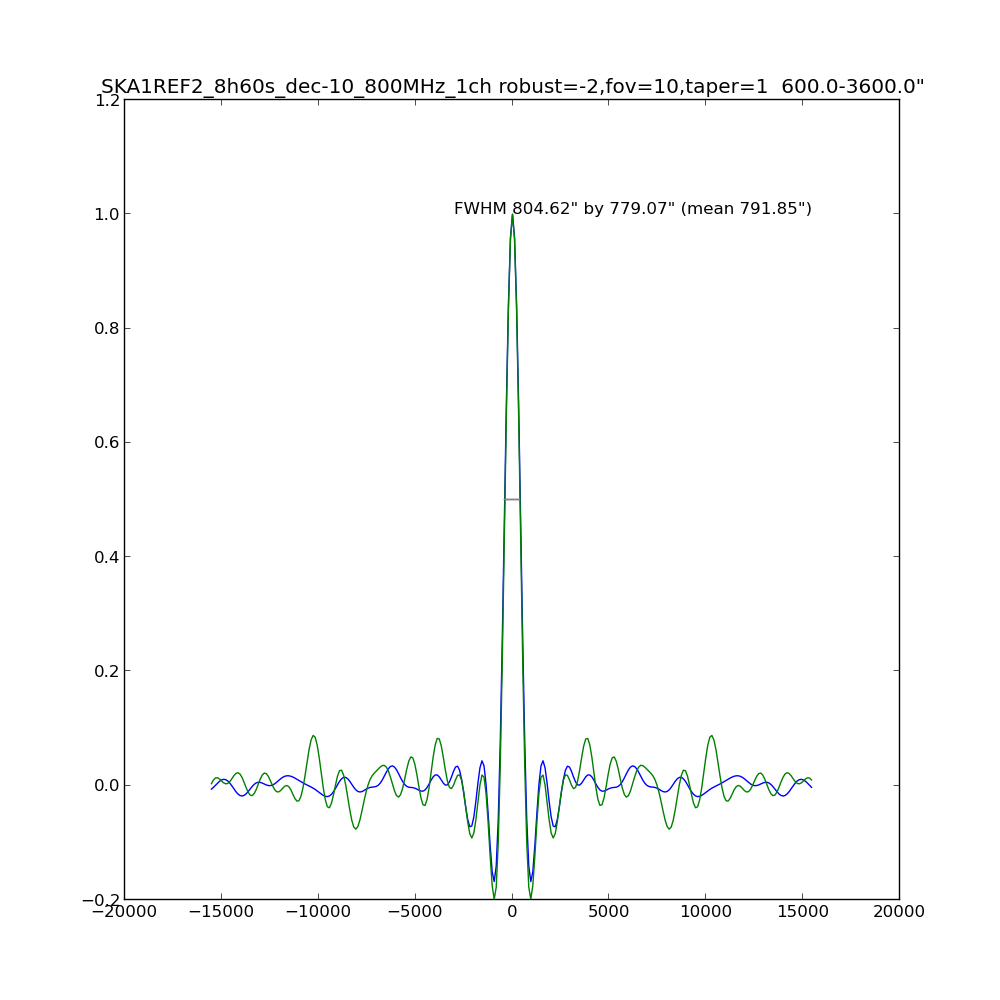 SKA1REF2_8h60s_dec-10_800MHz_1ch robust=-2,fov=10,taper=1  600.0-3600.0"
1.2
FWHM 804.62" by 779.07" (mean 791.85")
1.0
0.8
0.6
0.4
0.2
0.0
−0.2
−20000 −15000 −10000 −5000 0 5000 10000 15000 20000